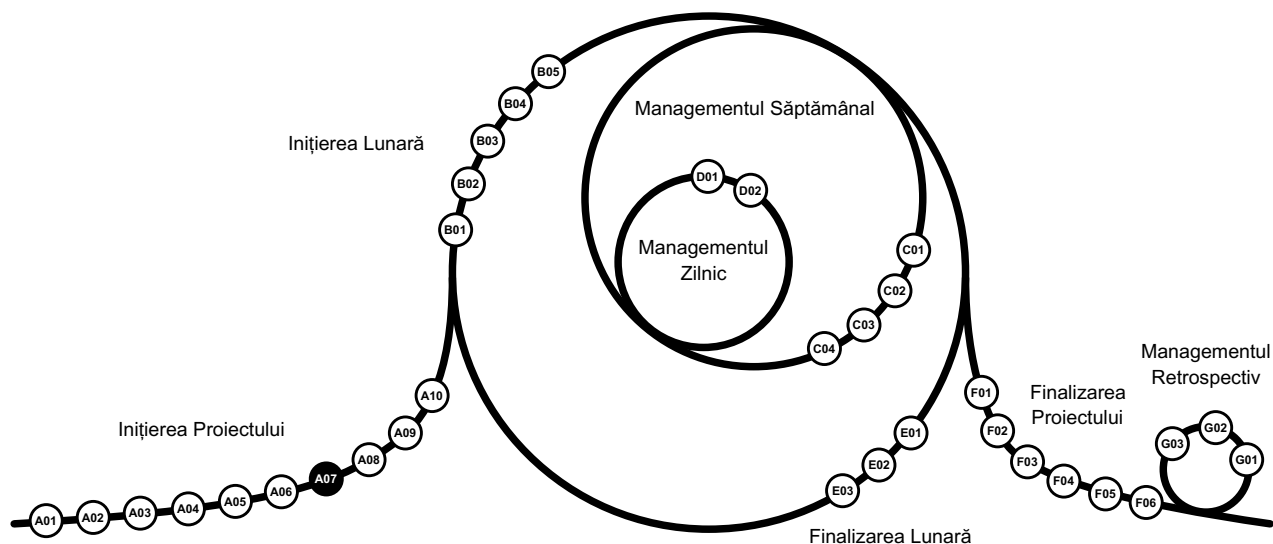 B05
B04
B03
B02
B01
Inițierea Lunară
Managementul Săptămânal
D01
D02
Managementul
Zilnic
C01
C02
C03
C04
A10
A09
A08
A07
A06
A05
A04
A03
A02
A01
Inițierea Proiectului
E01
E02
E03
Finalizarea Lunară
F01
F02
F03
F04
F05
F06
Finalizarea
Proiectului
Managementul
Retrospectiv
G03
G02
G01